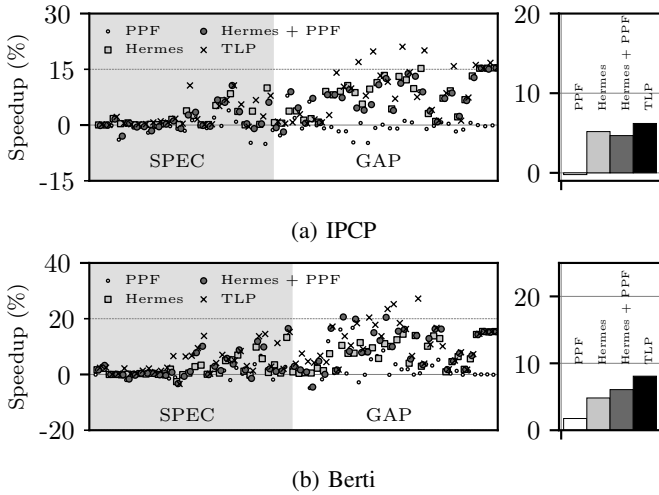 30
15
0
-15
Speedup (%)
PPF
Hermes
Hermes + PPF
TLP
SPEC
GAP
20
10
0
PPF
Hermes
Hermes + PPF
TLP
(a) IPCP
40
20
0
-20
Speedup (%)
PPF
Hermes
Hermes + PPF
TLP
SPEC
GAP
20
10
0
PPF
Hermes
Hermes + PPF
TLP
(b) Berti